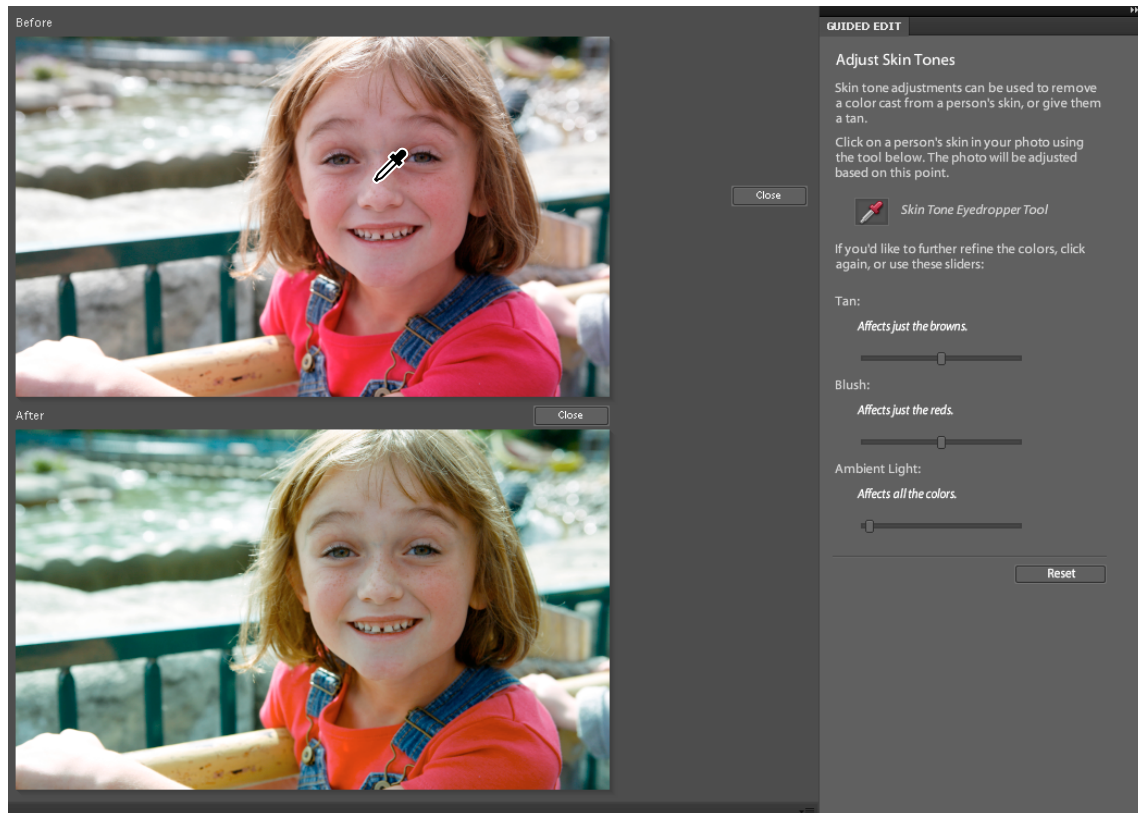 Before
Close
After
Close
GUIDED EDIT
Adjust Skin Tones
Skin tone adjustments can be used to remove
a color cast from a person's skin, or give them
a tan.
Click on a person's skin in your photo using
the tool below. The photo will be adjusted
based on this point.
Skin Tone Eyedropper Tool
If you'd like to further refine the colors, click
again, or use these sliders:
Tan:
Affects just the browns.
Blush:
Affects just the reds.
Ambient Light:
Affects all the colors.
Reset